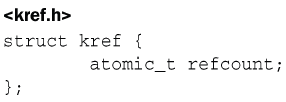 <kref.h>
struct kref {
        atomic_t refcount;
};